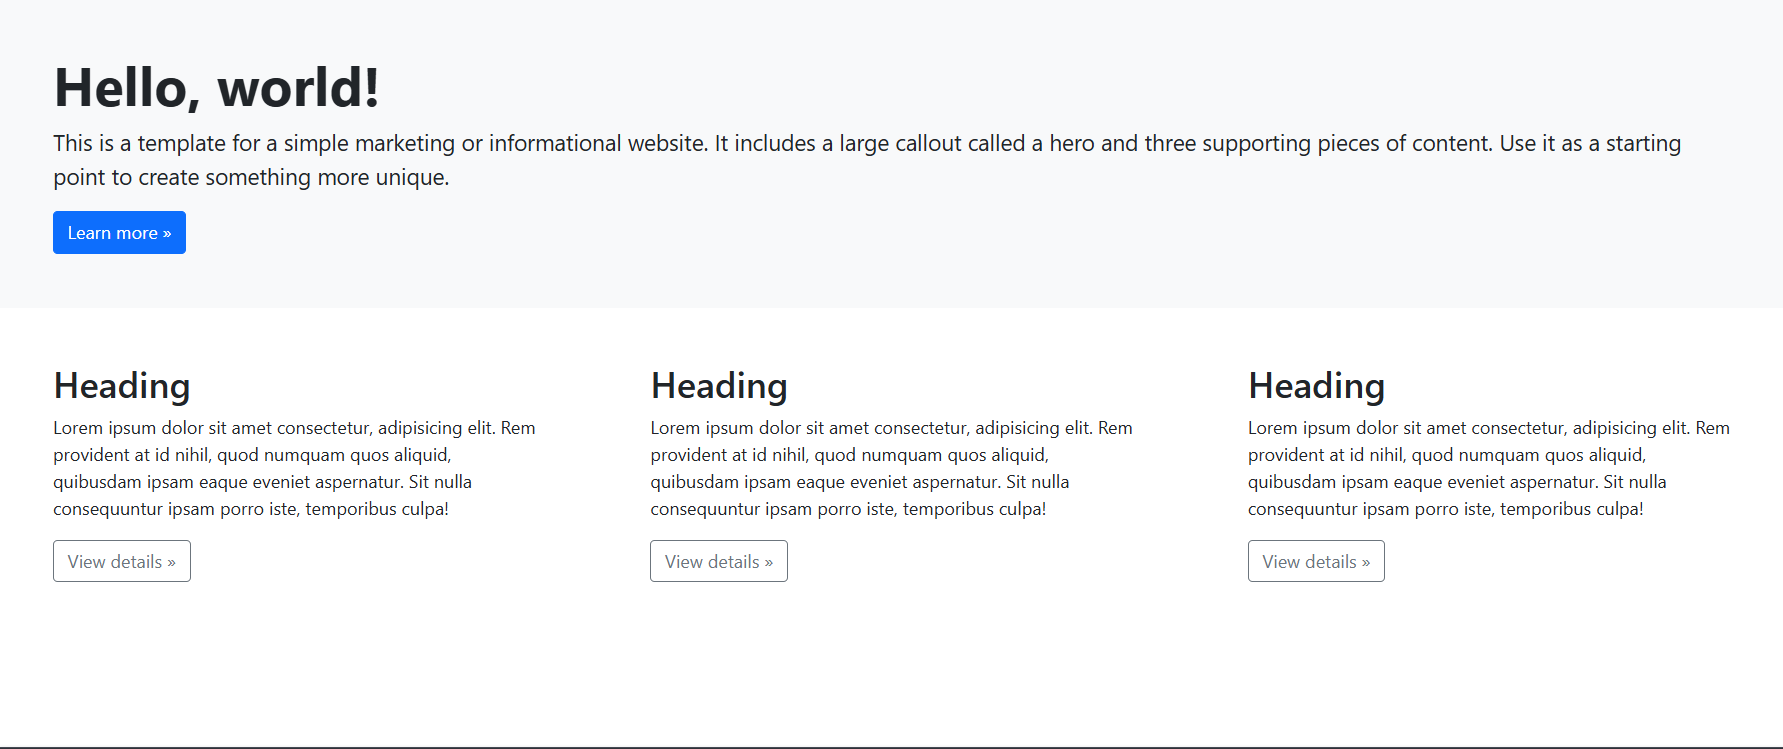 Hello, world!
This is a template for a simple marketing or informational website. It includes a large callout called a hero and three supporting pieces of content. Use it as a starting
point to create something more unique.
Learn more »
Heading
Lorem ipsum dolor sit amet consectetur, adipisicing elit. Rem
provident at id nihil, quod numquam quos aliquid,
quibusdam ipsam eaque eveniet aspernatur. Sit nulla
consequuntur ipsam porro iste, temporibus culpa!
View details »
Heading
Lorem ipsum dolor sit amet consectetur, adipisicing elit. Rem
provident at id nihil, quod numquam quos aliquid,
quibusdam ipsam eaque eveniet aspernatur. Sit nulla
consequuntur ipsam porro iste, temporibus culpa!
View details »
Heading
Lorem ipsum dolor sit amet consectetur, adipisicing elit. Rem
provident at id nihil, quod numquam quos aliquid,
quibusdam ipsam eaque eveniet aspernatur. Sit nulla
consequuntur ipsam porro iste, temporibus culpa!
View details »